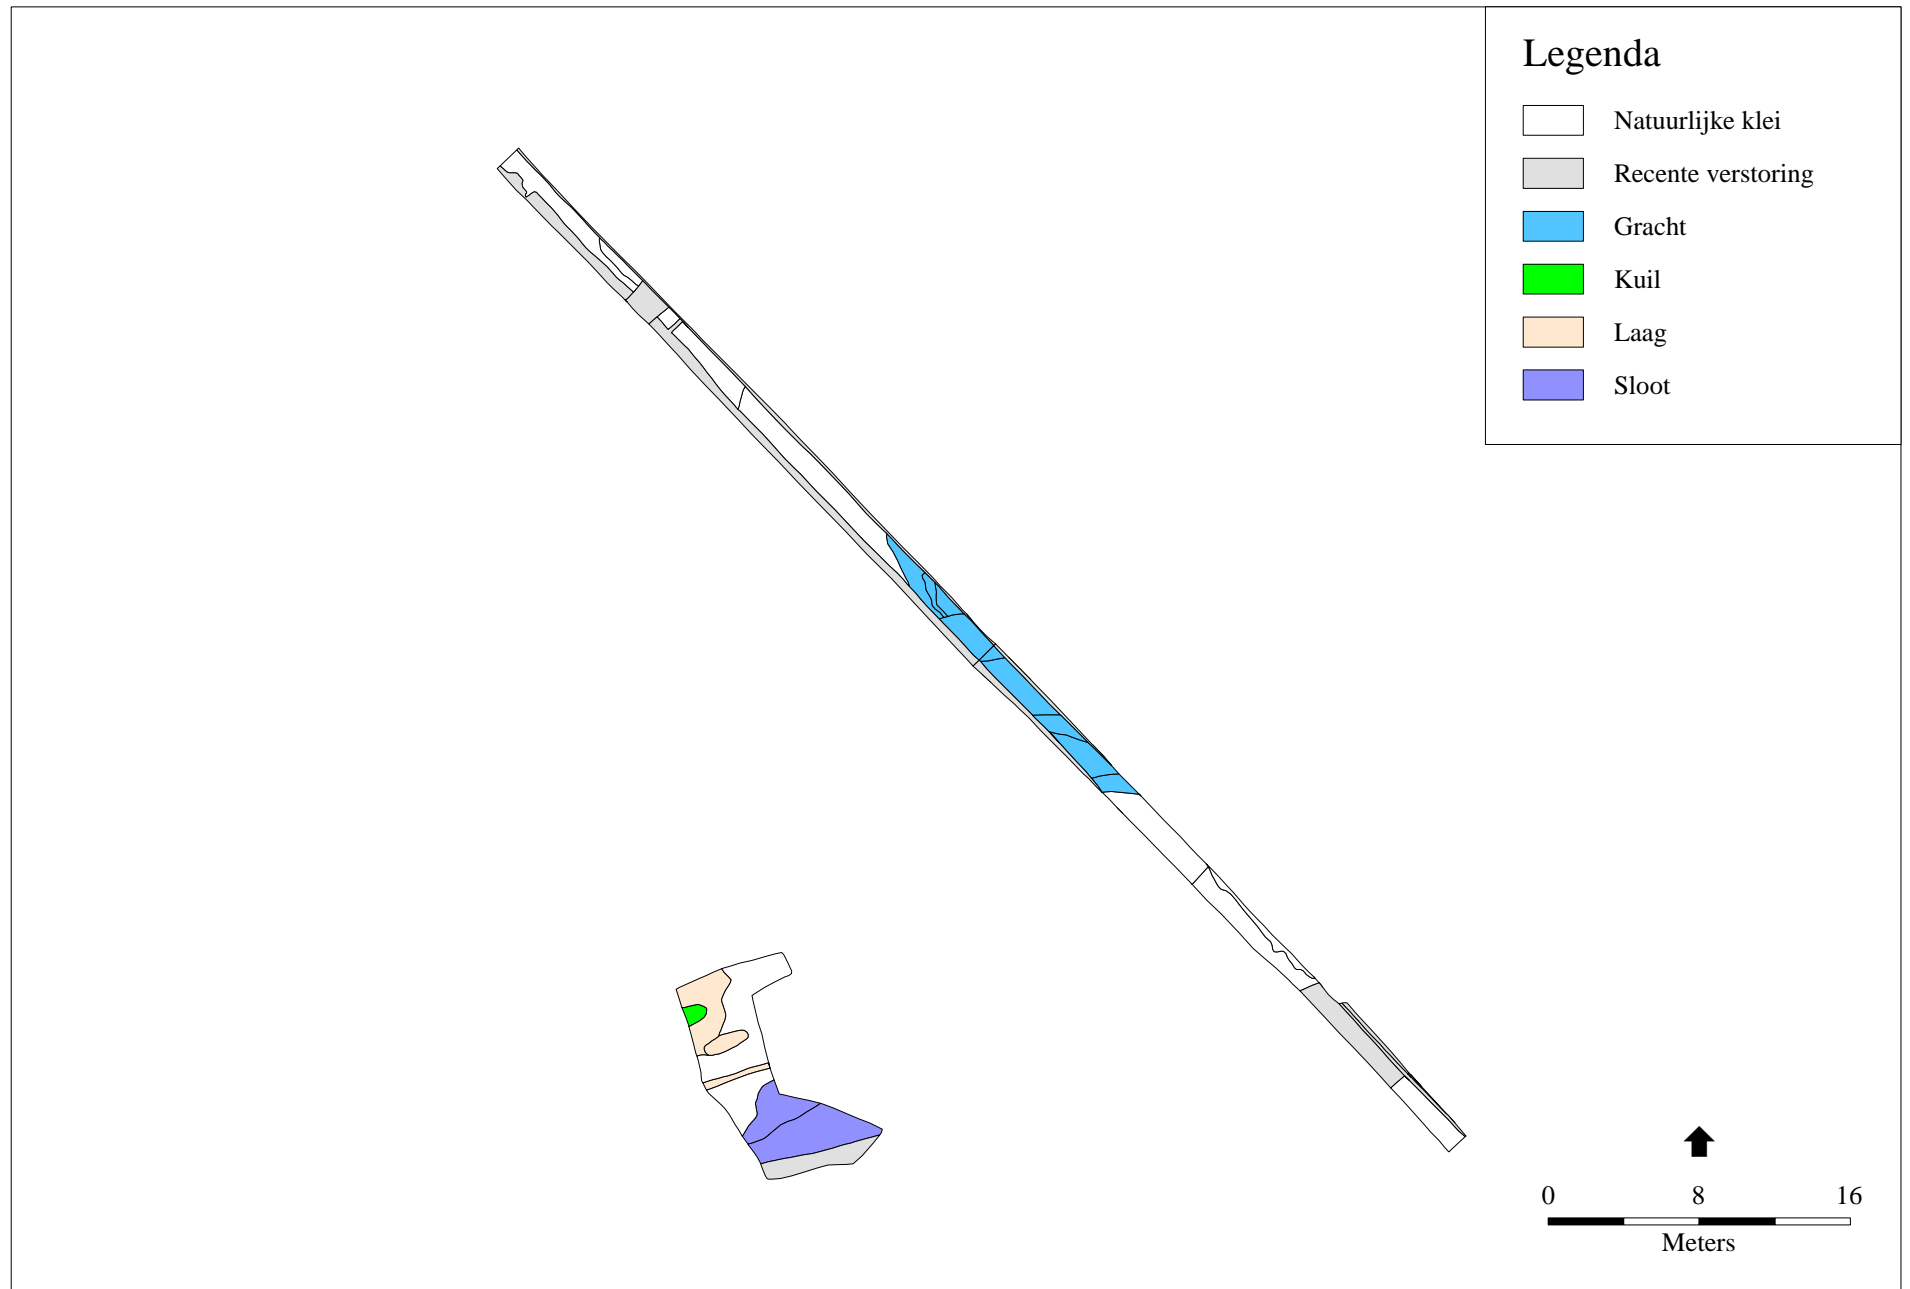 Legenda
Natuurlijke klei
Recente verstoring
Gracht
Kuil
Laag
Sloot
0 8 16
Meters